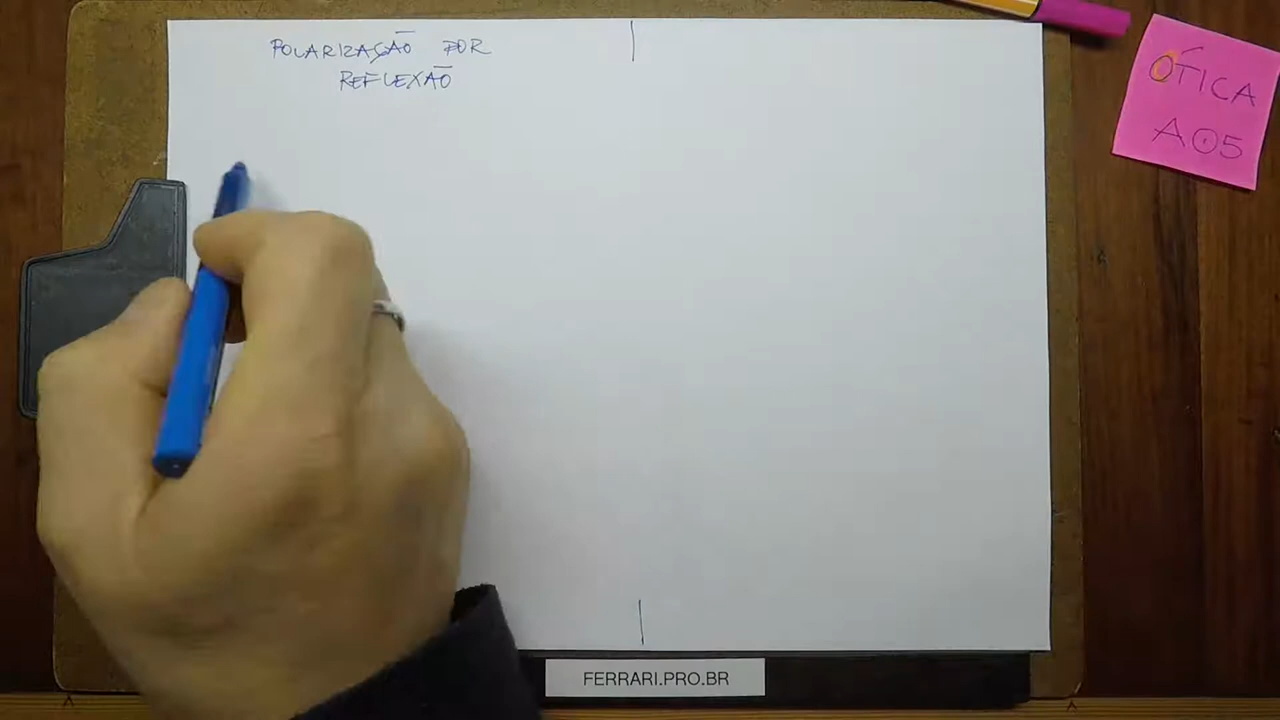 POLARIZAÇÃO POR
REFLEXÃO
ÓTICA
A05
FERRARI.PRO.BR